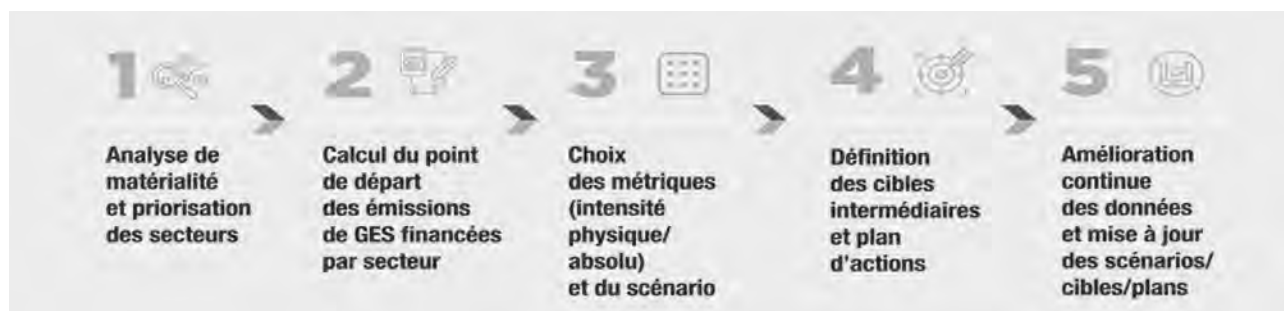 1
Analyse de
matérialité
et priorisation
des secteurs
2
Calcul du point
de départ
des émissions
de GES financées
par secteur
3
Choix
des métriques
(intensité
physique/
absolu)
et du scénario
4
Définition
des cibles
intermédiaires
et plan
d'actions
5
Amélioration
continue
des données
et mise à jour
des scénarios/
cibles/plans